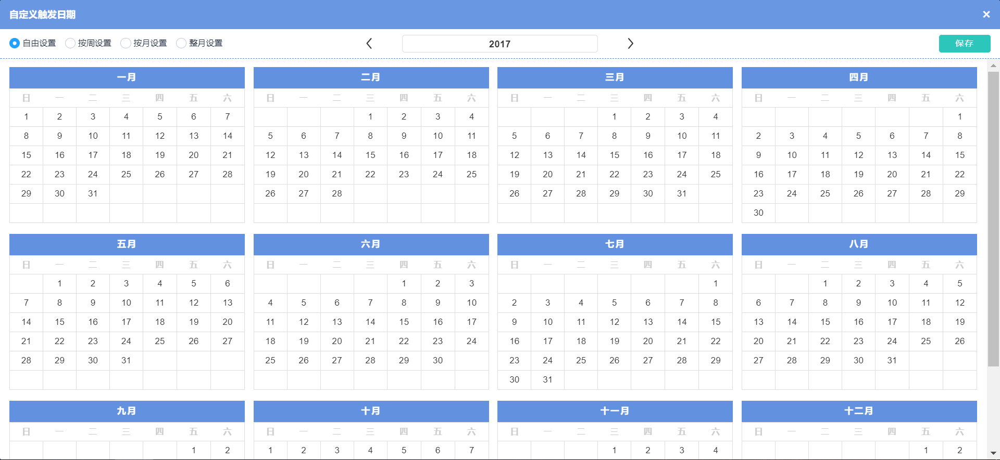 自定义触发日期 ×
自由设置 按周设置 按月设置 整月设置 2017 保存
一月 二月 三月 四月
日 一 二 三 四 五 六 日 一 二 三 四 五 六 日 一 二 三 四 五 六 日 一 二 三 四 五 六
1 2 3 4 5 6 7 1 2 3 4 1 2 3 4 1
8 9 10 11 12 13 14 5 6 7 8 9 10 11 5 6 7 8 9 10 11 2 3 4 5 6 7 8
15 16 17 18 19 20 21 12 13 14 15 16 17 18 12 13 14 15 16 17 18 9 10 11 12 13 14 15
22 23 24 25 26 27 28 19 20 21 22 23 24 25 19 20 21 22 23 24 25 16 17 18 19 20 21 22
29 30 31 26 27 28 26 27 28 29 30 31 23 24 25 26 27 28 29
30
五月 六月 七月 八月
日 一 二 三 四 五 六 日 一 二 三 四 五 六 日 一 二 三 四 五 六 日 一 二 三 四 五 六
1 2 3 4 5 6 1 2 3 1 1 2 3 4 5
7 8 9 10 11 12 13 4 5 6 7 8 9 10 2 3 4 5 6 7 8 6 7 8 9 10 11 12
14 15 16 17 18 19 20 11 12 13 14 15 16 17 9 10 11 12 13 14 15 13 14 15 16 17 18 19
21 22 23 24 25 26 27 18 19 20 21 22 23 24 16 17 18 19 20 21 22 20 21 22 23 24 25 26
28 29 30 31 25 26 27 28 29 30 23 24 25 26 27 28 29 27 28 29 30 31
30 31
九月 十月 十一月 十二月
日 一 二 三 四 五 六 日 一 二 三 四 五 六 日 一 二 三 四 五 六 日 一 二 三 四 五 六
1 2 1 2 3 4 5 6 7 1 2 3 4 1 2